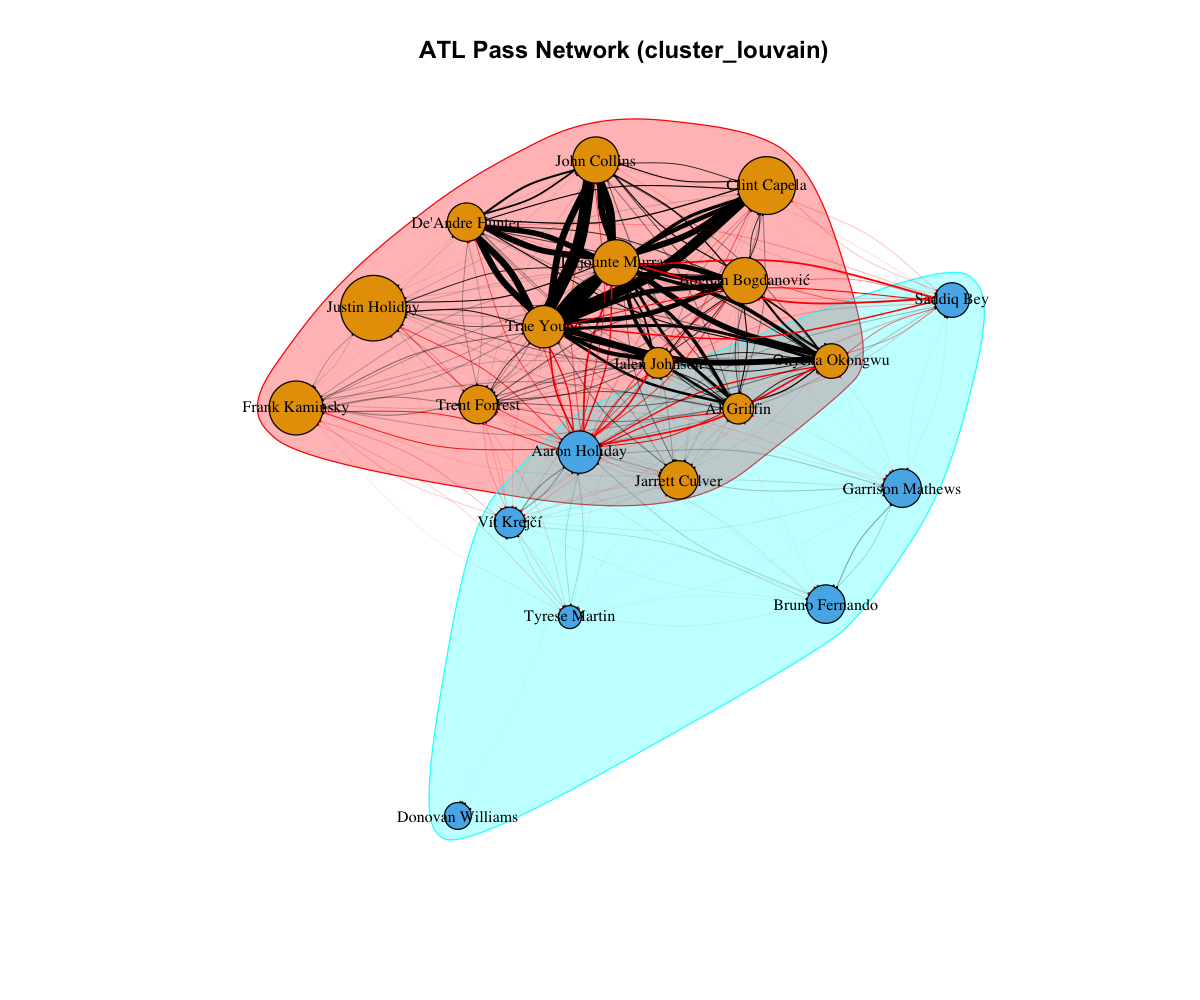 ATL Pass Network (cluster_louvain)
John Collins
Clint Capela
De'Andre Hunter
Dejounte Murray
Bogdan Bogdanović
Saddiq Bey
Justin Holiday
Trae Young
Jalen Johnson
Onyeka Okongwu
Frank Kaminsky
Trent Forrest
AJ Griffin
Aaron Holiday
Jarrett Culver
Garrison Mathews
Vít Krejčí
Bruno Fernando
Tyrese Martin
Donovan Williams